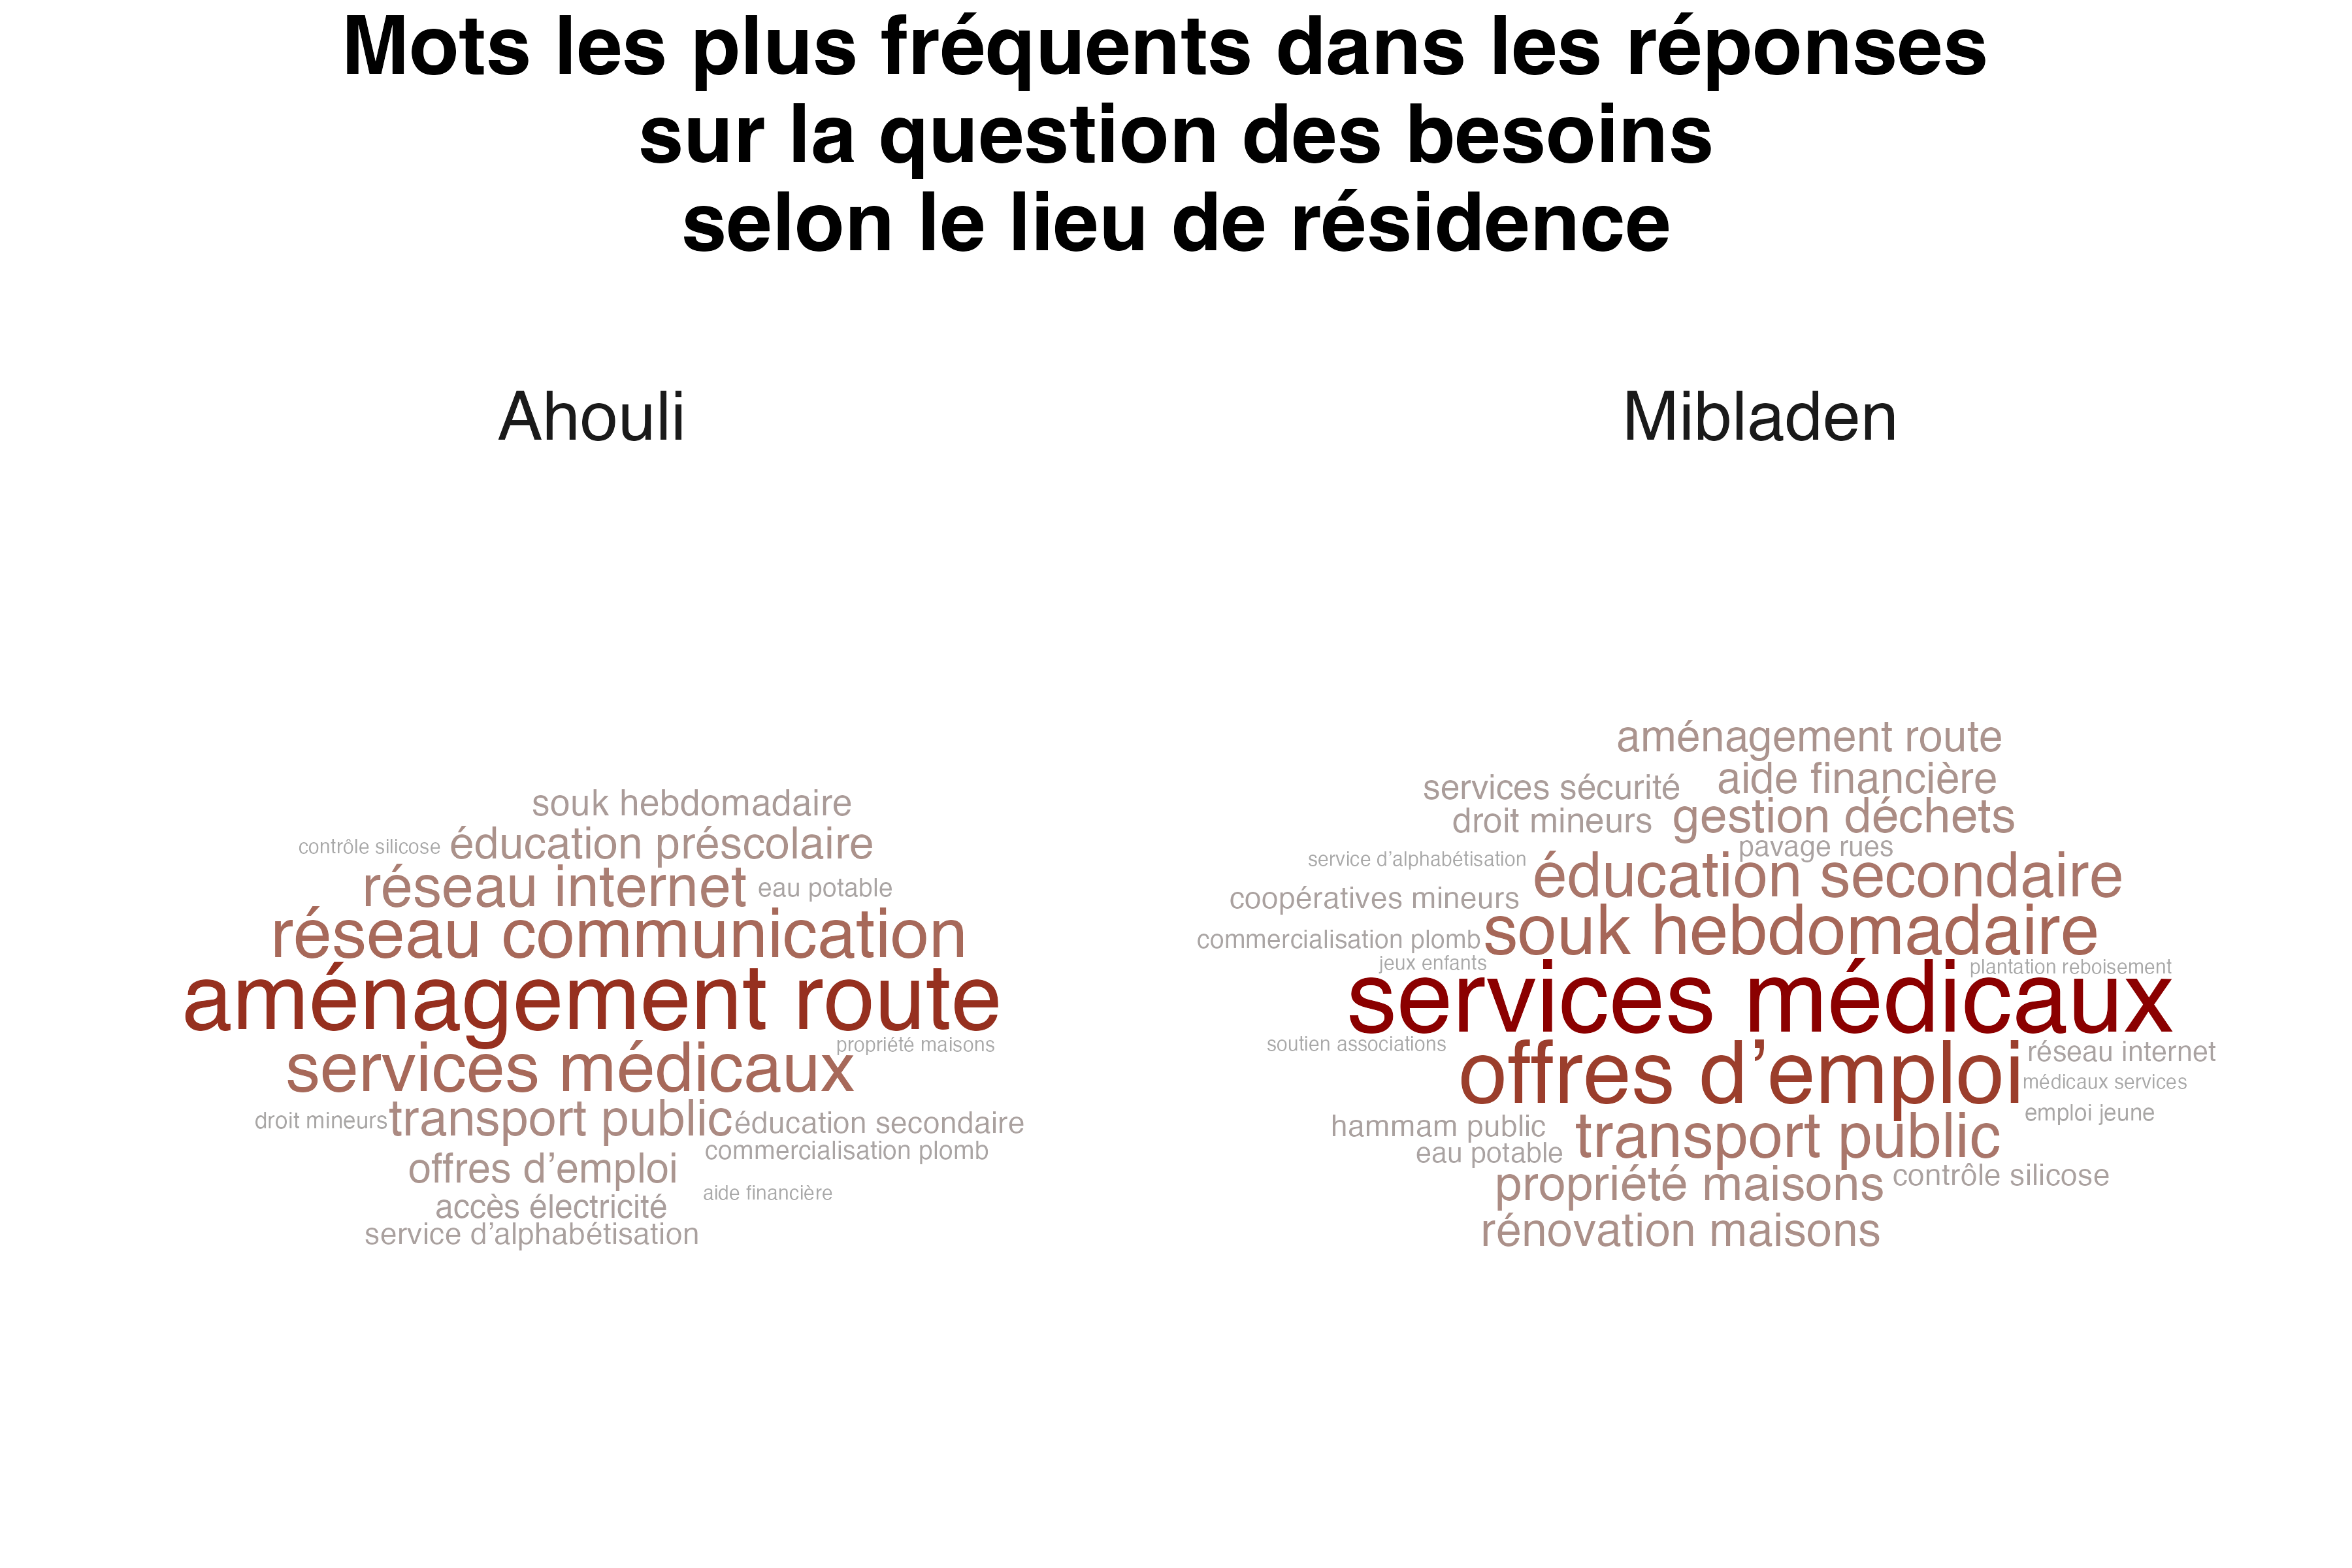 Mots les plus fréquents dans les réponses
sur la question des besoins
selon le lieu de résidence
Ahouli
souk hebdomadaire
contrôle silicose
éducation préscolaire
réseau internet
eau potable
réseau communication
aménagement route
propriété maisons
services médicaux
droit mineurs
transport public
éducation secondaire
commercialisation plomb
offres d’emploi
aide financière
accès électricité
service d’alphabétisation
Mibladen
aménagement route
services sécurité
aide financière
droit mineurs
gestion déchets
pavage rues
service d’alphabétisation
éducation secondaire
coopératives mineurs
souk hebdomadaire
commercialisation plomb
jeux enfants
plantation reboisement
services médicaux
soutien associations
offres d’emploi
réseau internet
médicaux services
emploi jeune
hammam public
transport public
eau potable
contrôle silicose
propriété maisons
rénovation maisons